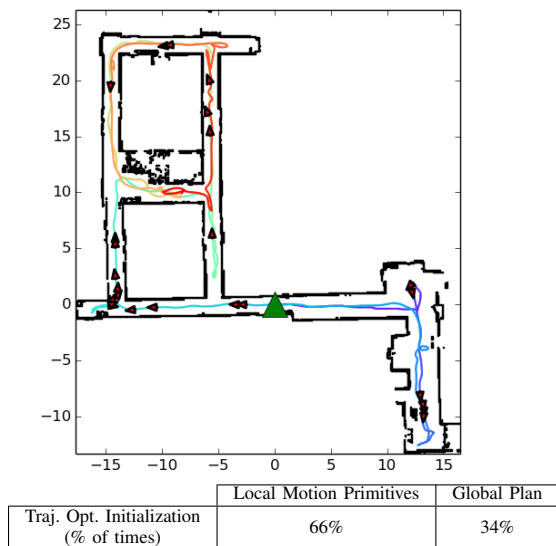 25
20
15
10
5
0
−5
−10
−15 −10 −5 0 5 10 15
Local Motion Primitives Global Plan
Traj. Opt. Initialization
(% of times) 66% 34%